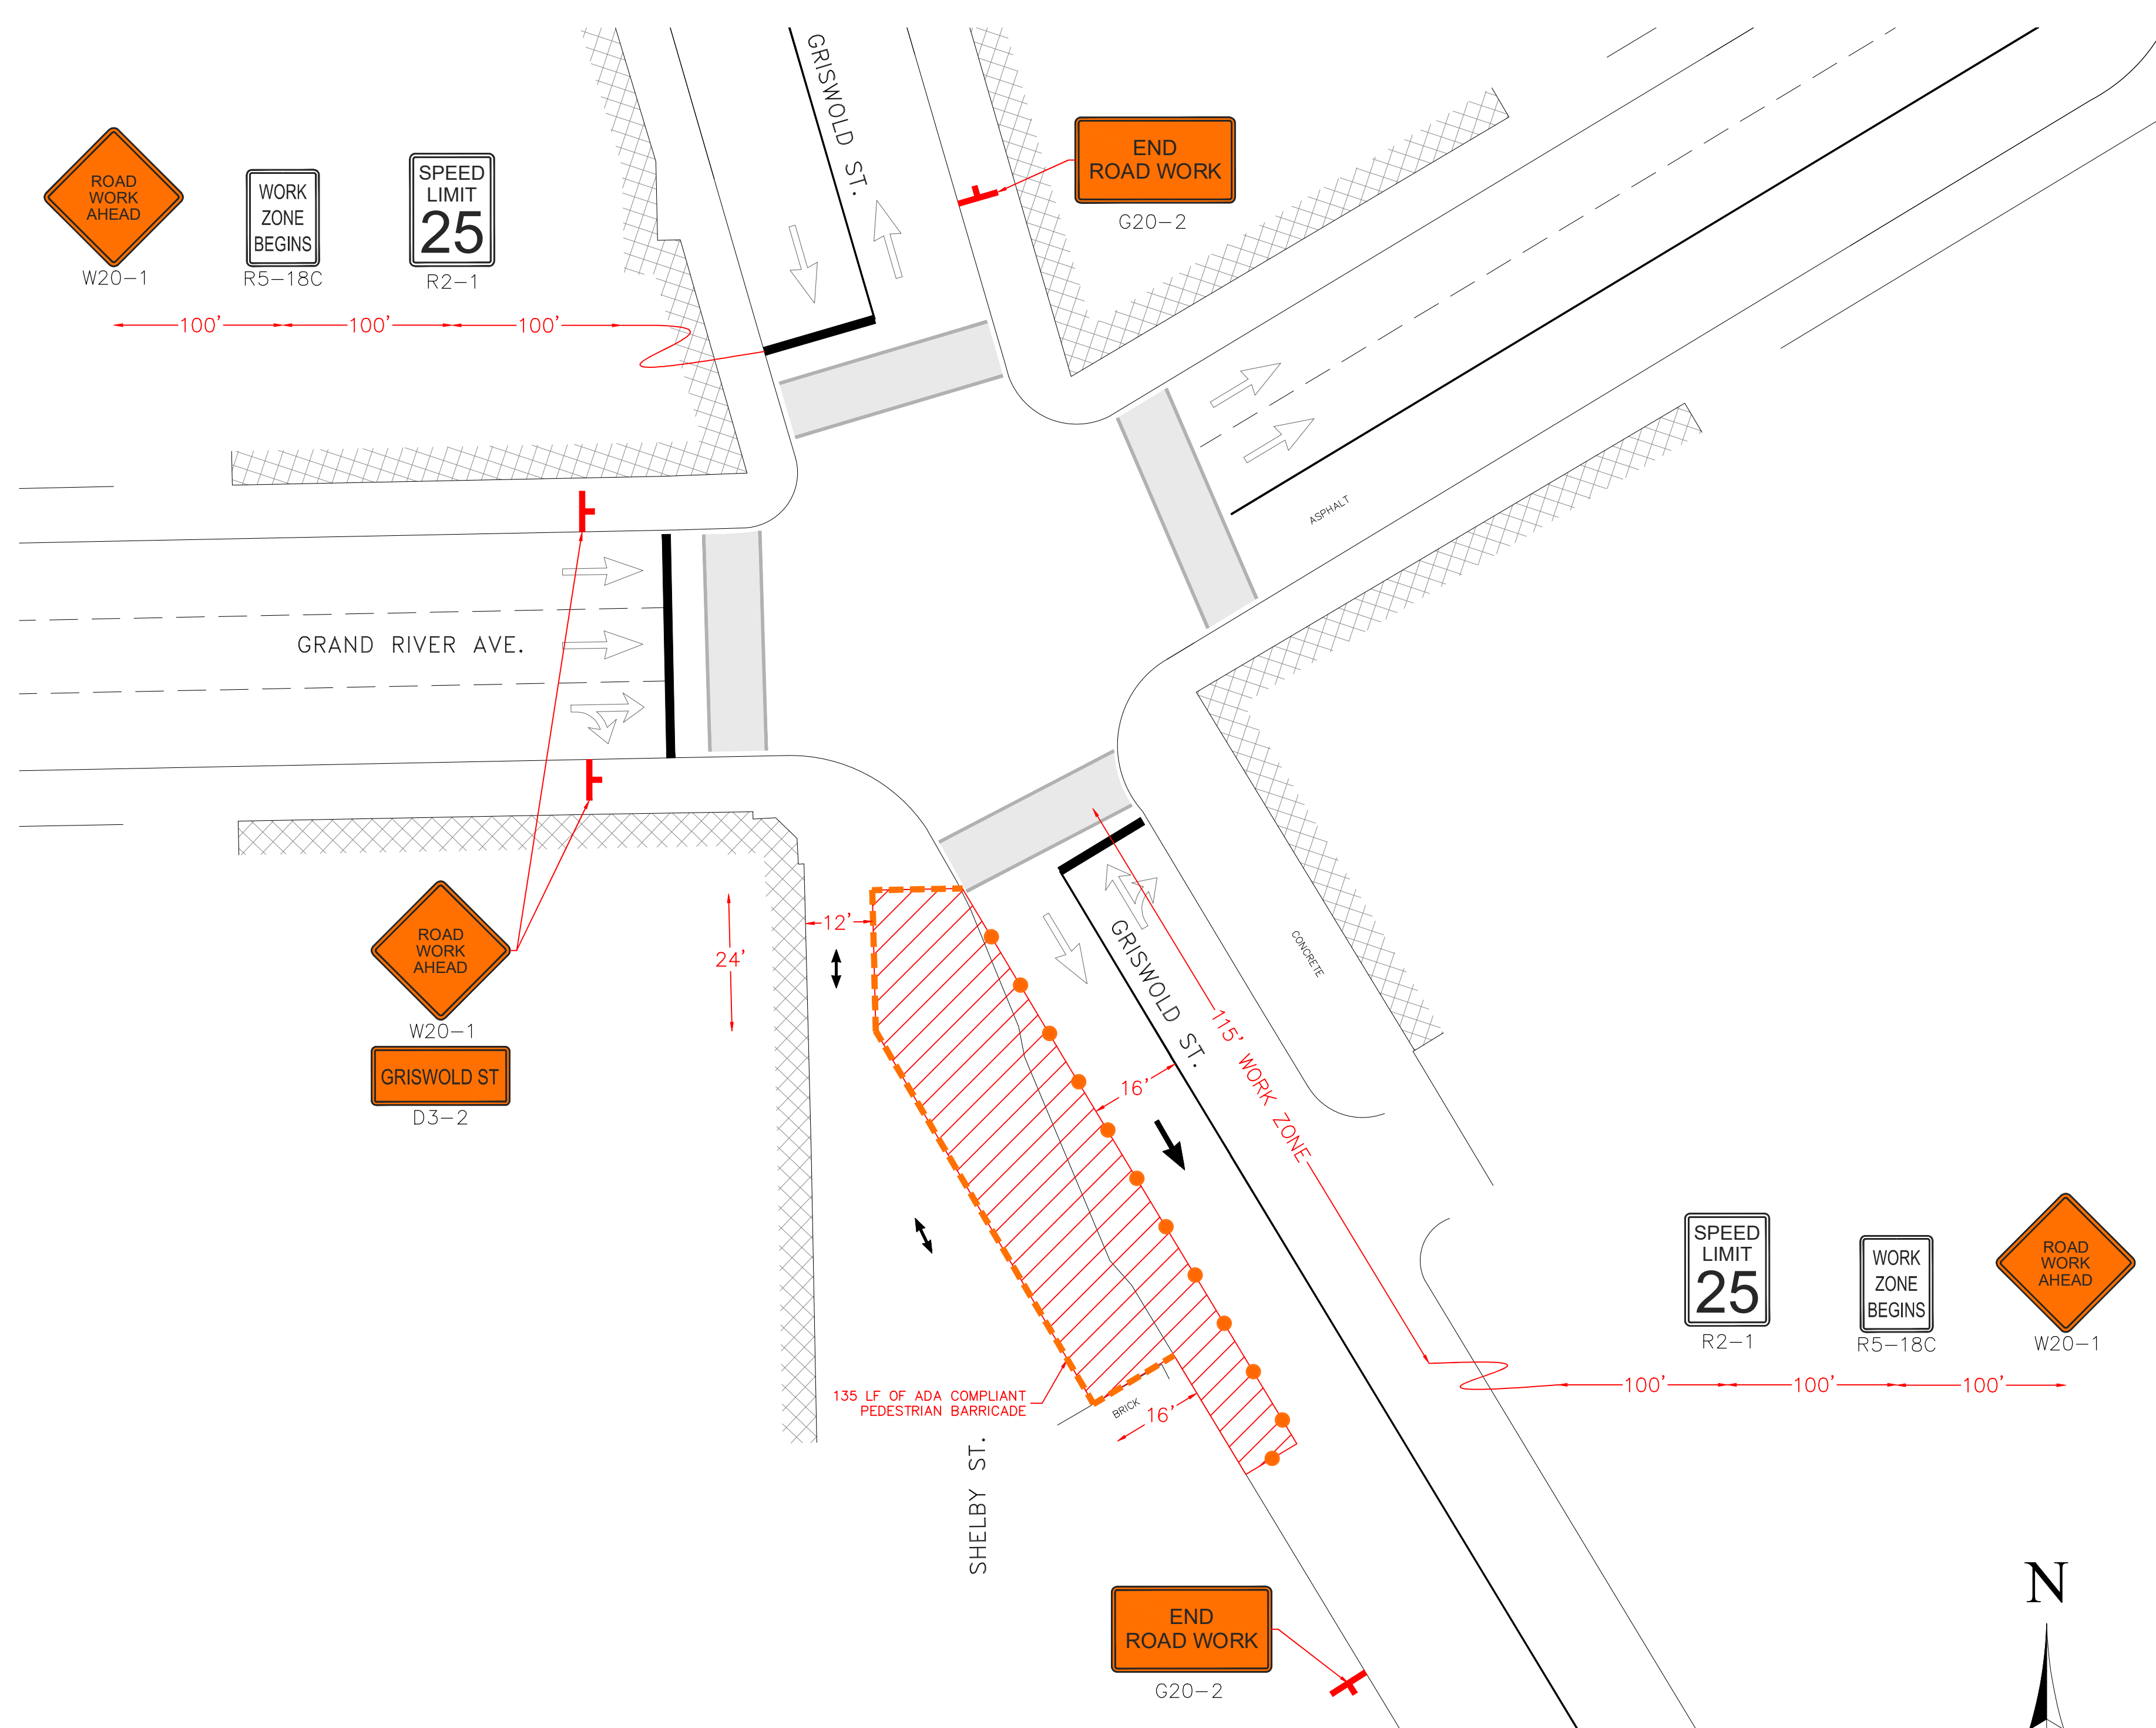 GRISWOLD ST.
END
ROAD WORK
G20-2
ROAD
WORK
AHEAD
W20-1
WORK
ZONE
BEGINS
R5-18C
SPEED
LIMIT
25
R2-1
100'
100'
100'
ASPHALT
GRAND RIVER AVE.
ROAD
WORK
AHEAD
W20-1
GRISWOLD ST
D3-2
12'
24'
GRISWOLD ST.
CONCRETE
16'
115' WORK ZONE
135 LF OF ADA COMPLIANT
PEDESTRIAN BARRICADE
BRICK
16'
SHELBY ST.
SPEED
LIMIT
25
R2-1
WORK
ZONE
BEGINS
R5-18C
ROAD
WORK
AHEAD
W20-1
100'
100'
100'
END
ROAD WORK
G20-2
N